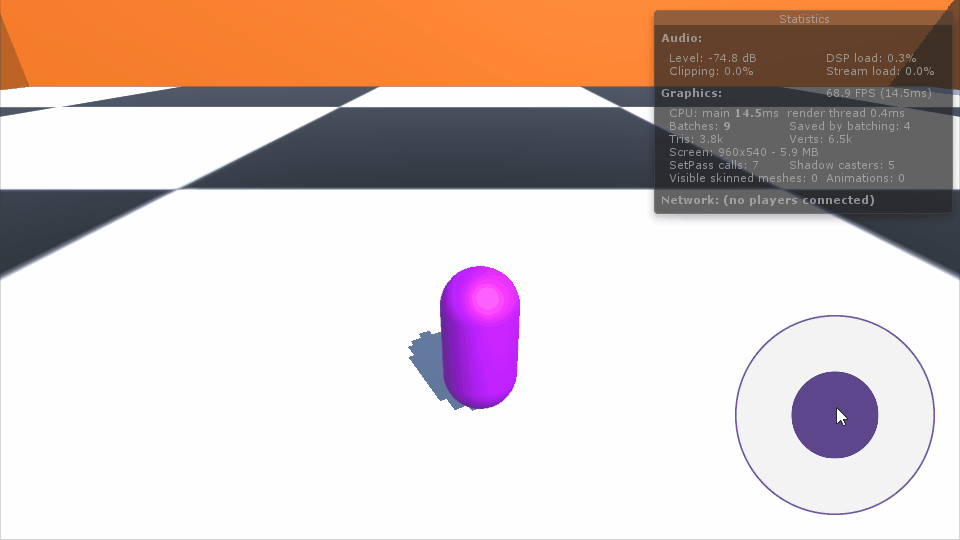 Statistics
Audio:
Level: -74.8 dB DSP load: 0.3%
Clipping: 0.0% Stream load: 0.0%
Graphics: 68.9 FPS (14.5ms)
CPU: main 14.5ms render thread 0.4ms
Batches: 9 Saved by batching: 4
Tris: 3.8k Verts: 6.5k
Screen: 960x540 - 5.9 MB
SetPass calls: 7 Shadow casters: 5
Visible skinned meshes: 0 Animations: 0
Network: (no players connected)